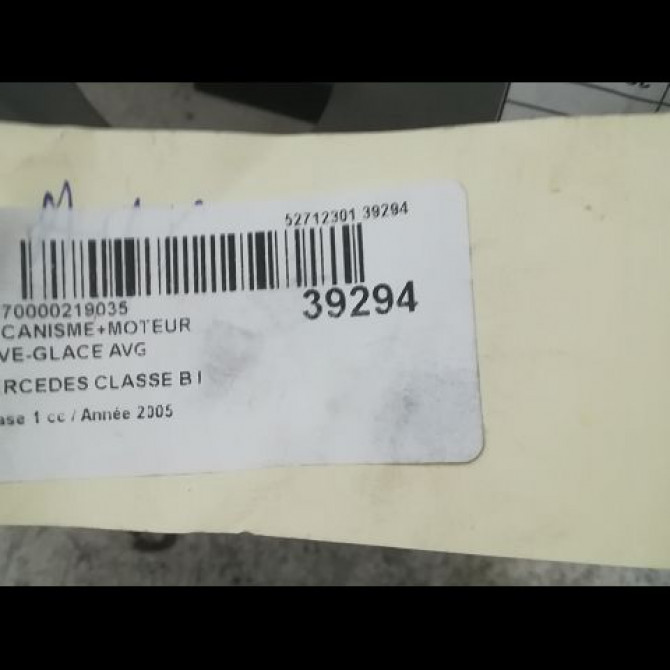 52712301 39294
70000219035
39294
CANISME+MOTEUR
VE-GLACE AVG
RCEDES CLASSE B I
ase 1 cc / Année 2005